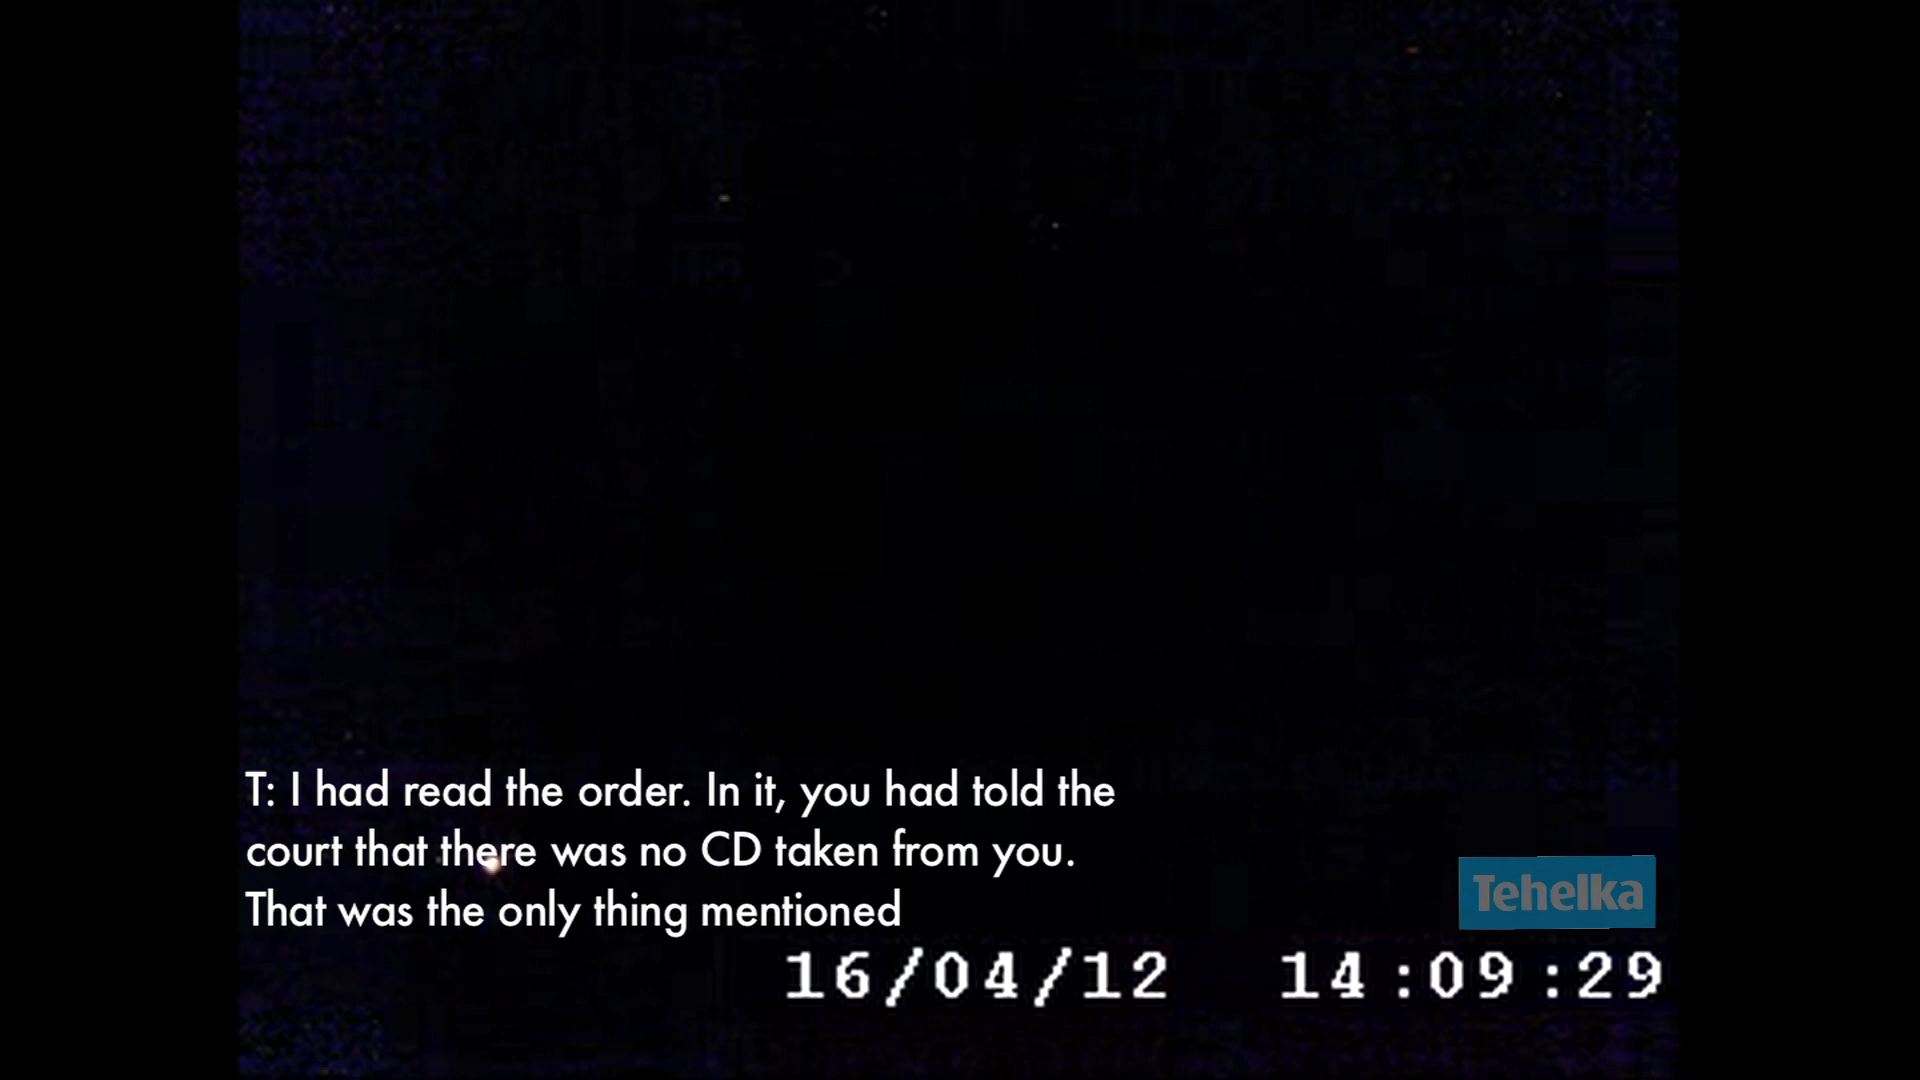 T: I had read the order. In it, you had told the
court that there was no CD taken from you.
That was the only thing mentioned
Tehelka
16/04/12 14:09:29